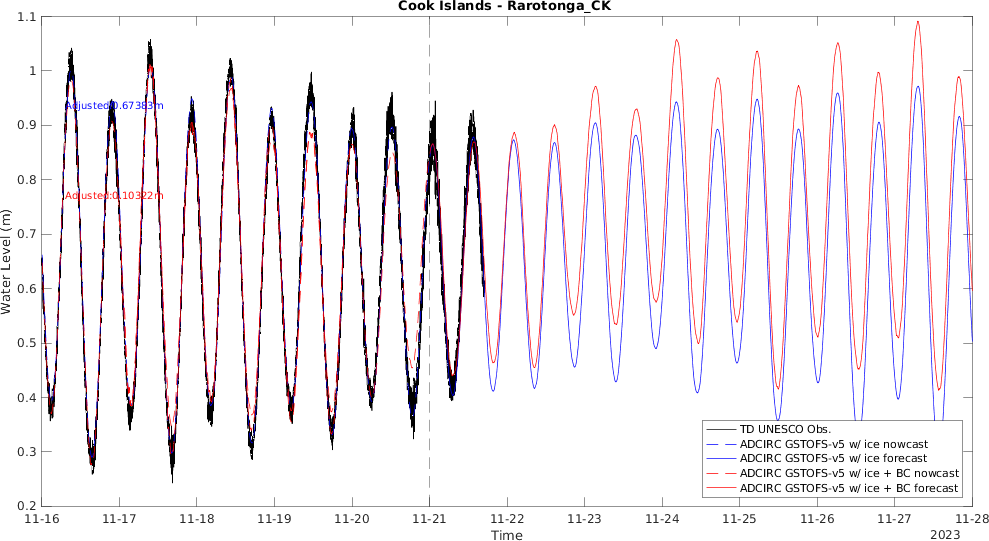 Cook Islands - Rarotonga_CK
1.1
1
0.9
0.8
0.7
0.6
0.5
0.4
0.3
0.2
Water Level (m)
Adjusted:0.67383m
Adjusted:0.10322m
TD UNESCO Obs.
ADCIRC GSTOFS-v5 w/ ice nowcast
ADCIRC GSTOFS-v5 w/ ice forecast
ADCIRC GSTOFS-v5 w/ ice + BC nowcast
ADCIRC GSTOFS-v5 w/ ice + BC forecast
11-16 11-17 11-18 11-19 11-20 11-21 11-22 11-23 11-24 11-25 11-26 11-27 11-28
Time
2023